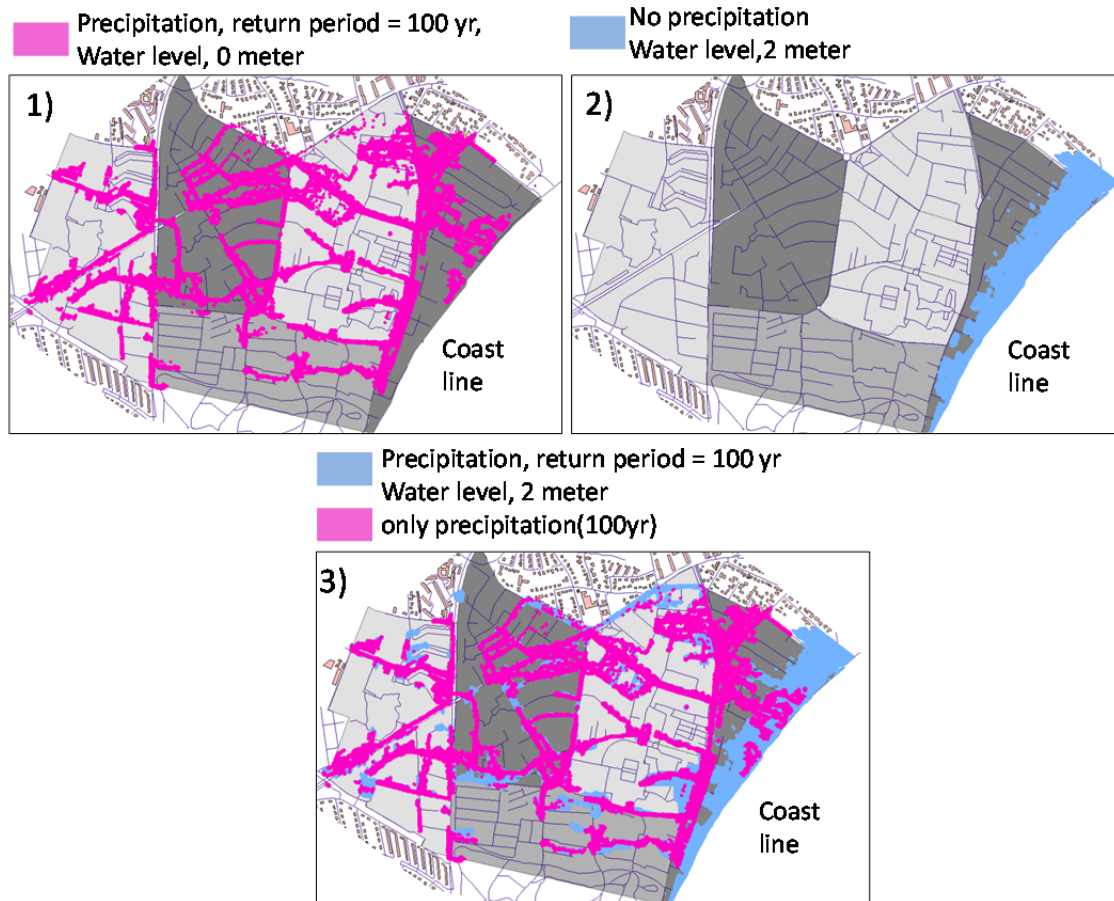 Precipitation, return period = 100 yr,
Water level, 0 meter
No precipitation
Water level,2 meter
1)
Coast
line
2)
Coast
line
Precipitation, return period = 100 yr
Water level, 2 meter
only precipitation(100yr)
3)
Coast
line